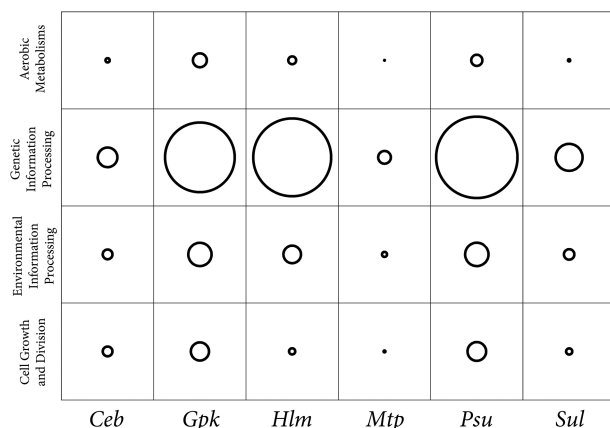 Aerobic
Metabolisms
Genetic
Information
Processing
Environmental
Information
Processing
Cell Growth
and Division
Ceb Gpk Hlm Mtp Psu Sul